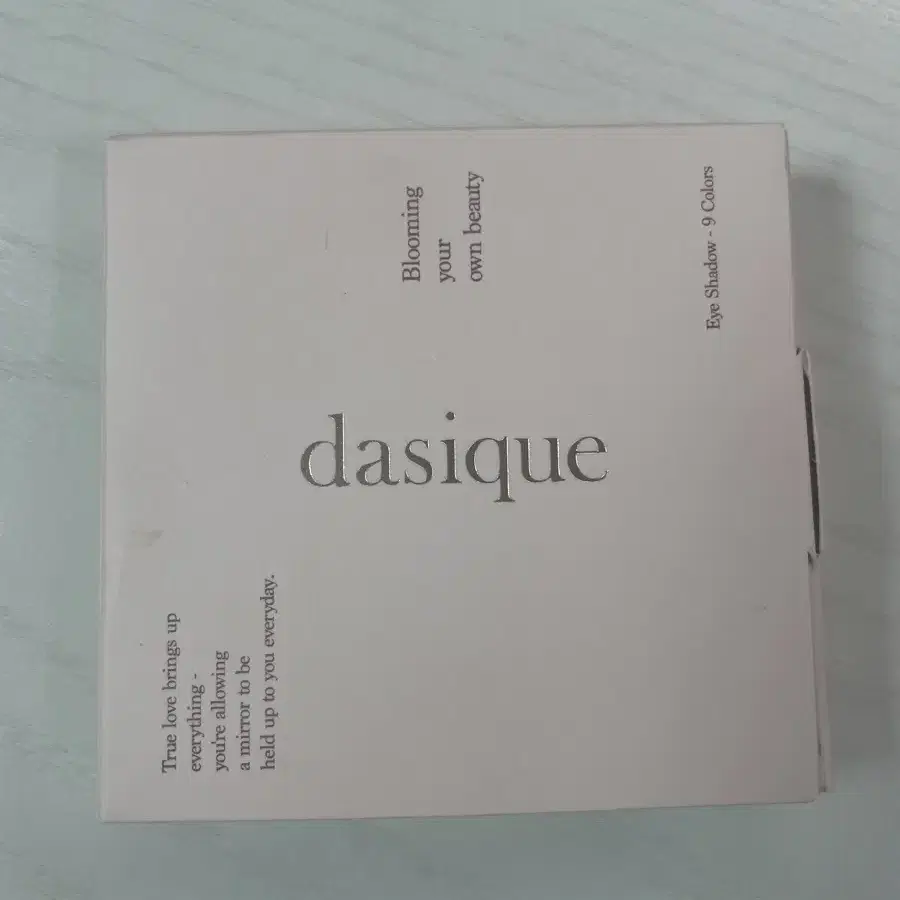 Blooming
your
own beauty
Eye Shadow - 9 Colors
dasique
True love brings up
everything -
you're allowing
a mirror to be
held up to you everyday.